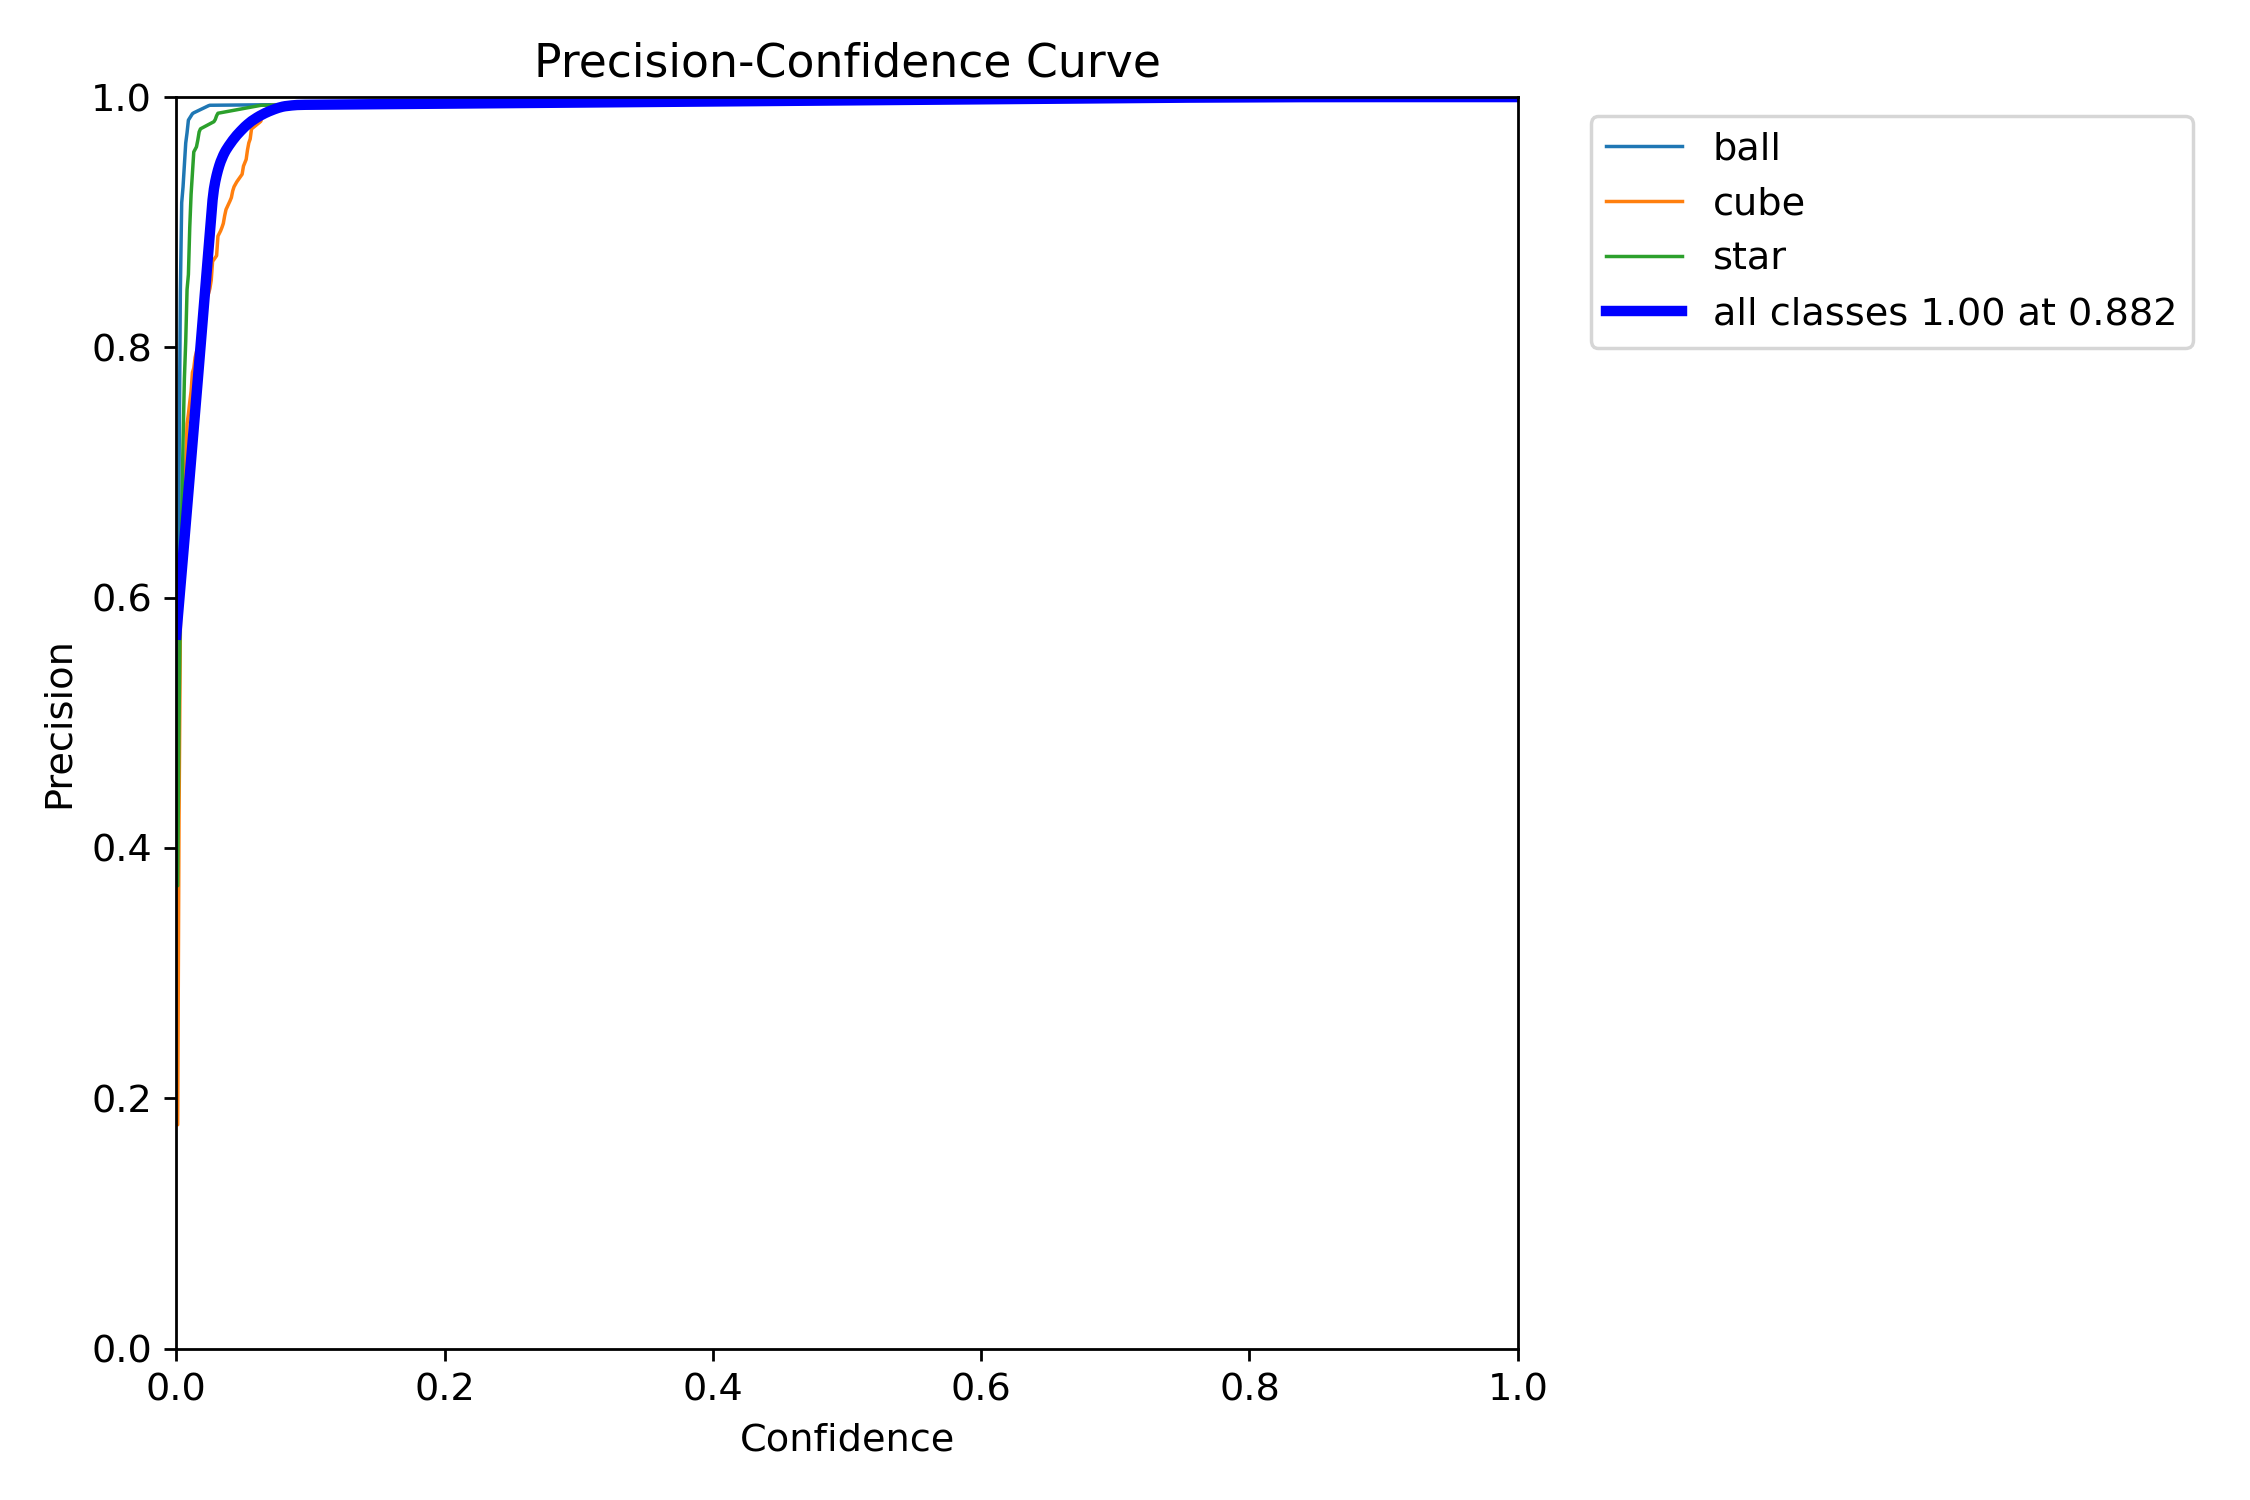 Precision-Confidence Curve
1.0
0.8
0.6
0.4
0.2
0.0
Precision
0.0 0.2 0.4 0.6 0.8 1.0
Confidence
ball
cube
star
all classes 1.00 at 0.882